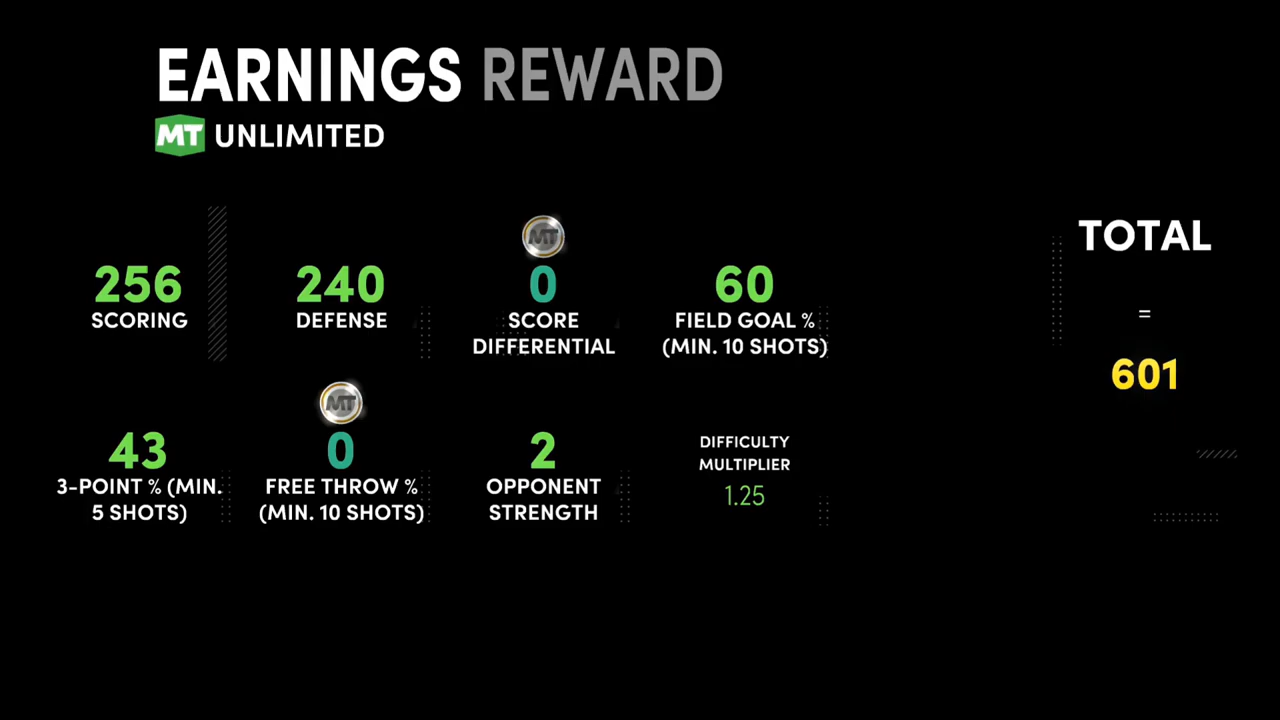 EARNINGS REWARD
MT UNLIMITED
TOTAL
MT
256
240
0
60
SCORING
DEFENSE
SCORE
DIFFERENTIAL
FIELD GOAL %
(MIN. 10 SHOTS)
=
601
MT
43
0
2
3-POINT % (MIN.
5 SHOTS)
FREE THROW %
(MIN. 10 SHOTS)
OPPONENT
STRENGTH
DIFFICULTY
MULTIPLIER
1.25